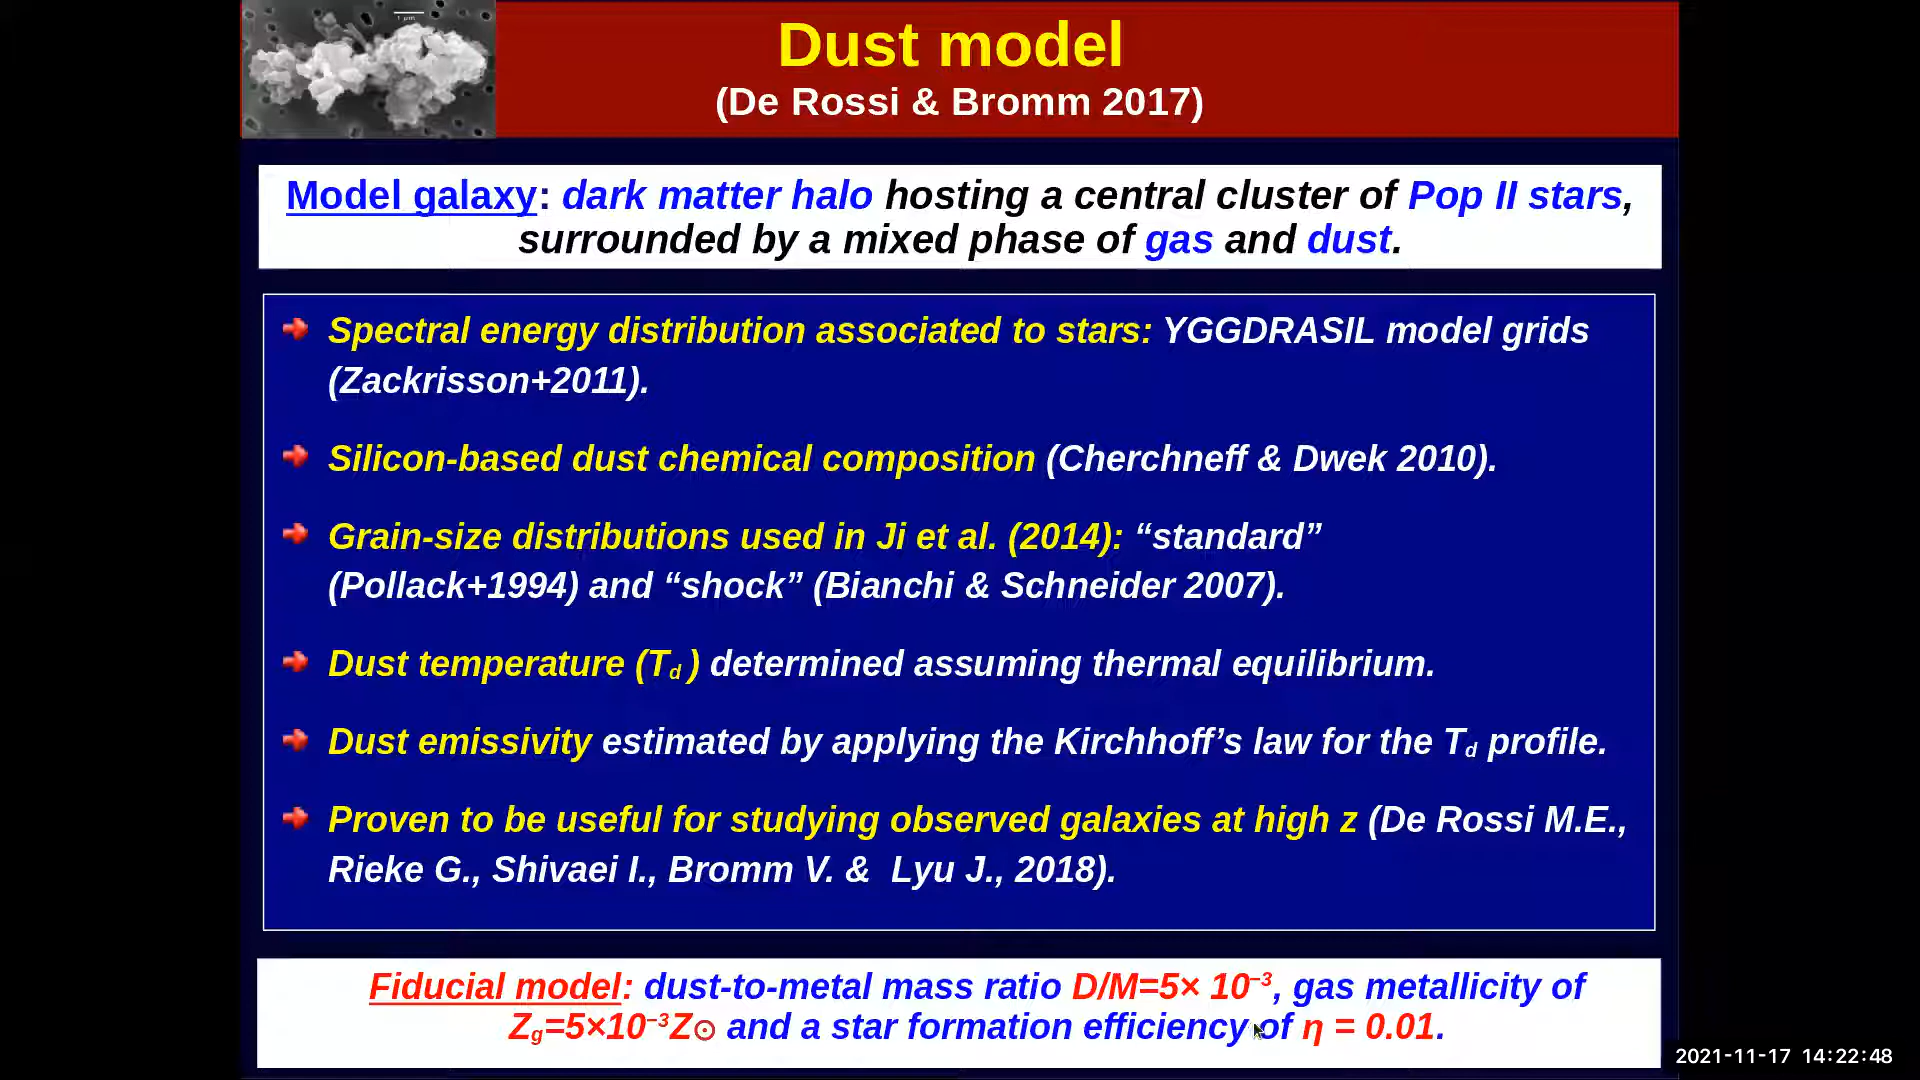 1 µm
Dust model
(De Rossi & Bromm 2017)
Model galaxy: dark matter halo hosting a central cluster of Pop II stars,
surrounded by a mixed phase of gas and dust.
Spectral energy distribution associated to stars: YGGDRASIL model grids
(Zackrisson+2011).
Silicon-based dust chemical composition (Cherchneff & Dwek 2010).
Grain-size distributions used in Ji et al. (2014): “standard”
(Pollack+1994) and “shock” (Bianchi & Schneider 2007).
Dust temperature (Td ) determined assuming thermal equilibrium.
Dust emissivity estimated by applying the Kirchhoff’s law for the Td profile.
Proven to be useful for studying observed galaxies at high z (De Rossi M.E.,
Rieke G., Shivaei I., Bromm V. &  Lyu J., 2018).
Fiducial model: dust-to-metal mass ratio D/M=5× 10⁻³, gas metallicity of
Zg=5×10⁻³Z⊙ and a star formation efficiency of η = 0.01.
2021-11-17 14:22:48